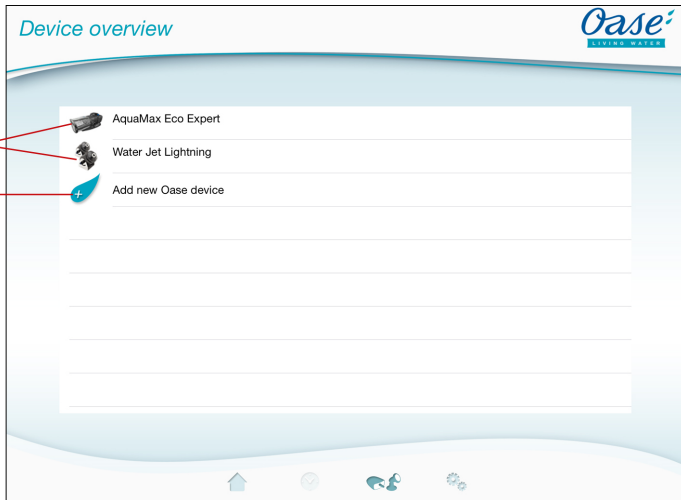 Device overview
Oase
LIVING WATER
AquaMax Eco Expert
Water Jet Lightning
Add new Oase device